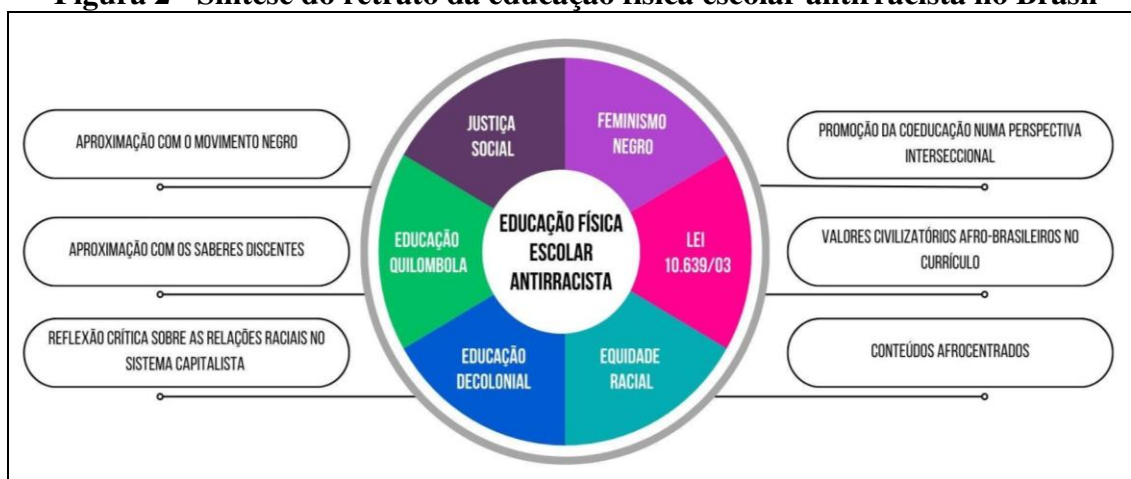 Figura 2 - Síntese do retrato da educação física escolar antirracista no Brasil
APROXIMAÇÃO COM O MOVIMENTO NEGRO
APROXIMAÇÃO COM OS SABERES DISCENTES
REFLEXÃO CRÍTICA SOBRE AS RELAÇÕES RACIAIS NO
SISTEMA CAPITALISTA
JUSTIÇA
SOCIAL
FEMINISMO
NEGRO
EDUCAÇÃO
QUILOMBOLA
EDUCAÇÃO FÍSICA
ESCOLAR
ANTIRRACISTA
LEI
10.639/03
EDUCAÇÃO
DECOLONIAL
EQUIDADE
RACIAL
PROMOÇÃO DA COEDUCAÇÃO NUMA PERSPECTIVA
INTERSECCIONAL
VALORES CIVILIZATÓRIOS AFRO-BRASILEIROS NO
CURRÍCULO
CONTEÚDOS AFROCENTRADOS